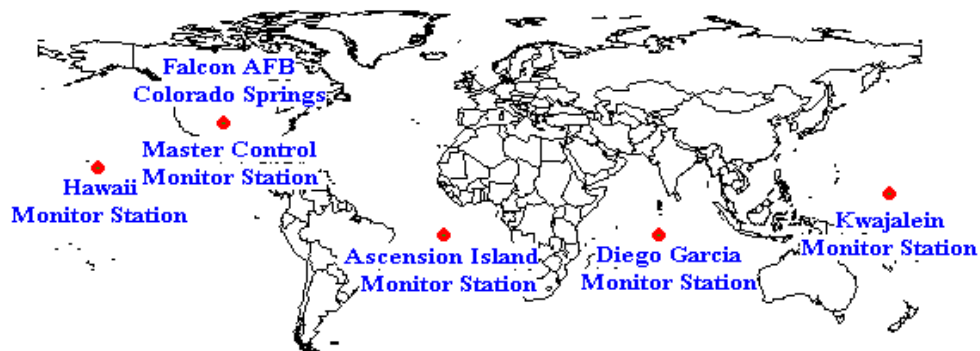 Falcon AFB
Colorado Springs
Master Control
Monitor Station
Hawaii
Monitor Station
Ascension Island
Monitor Station
Diego Garcia
Monitor Station
Kwajalein
Monitor Station